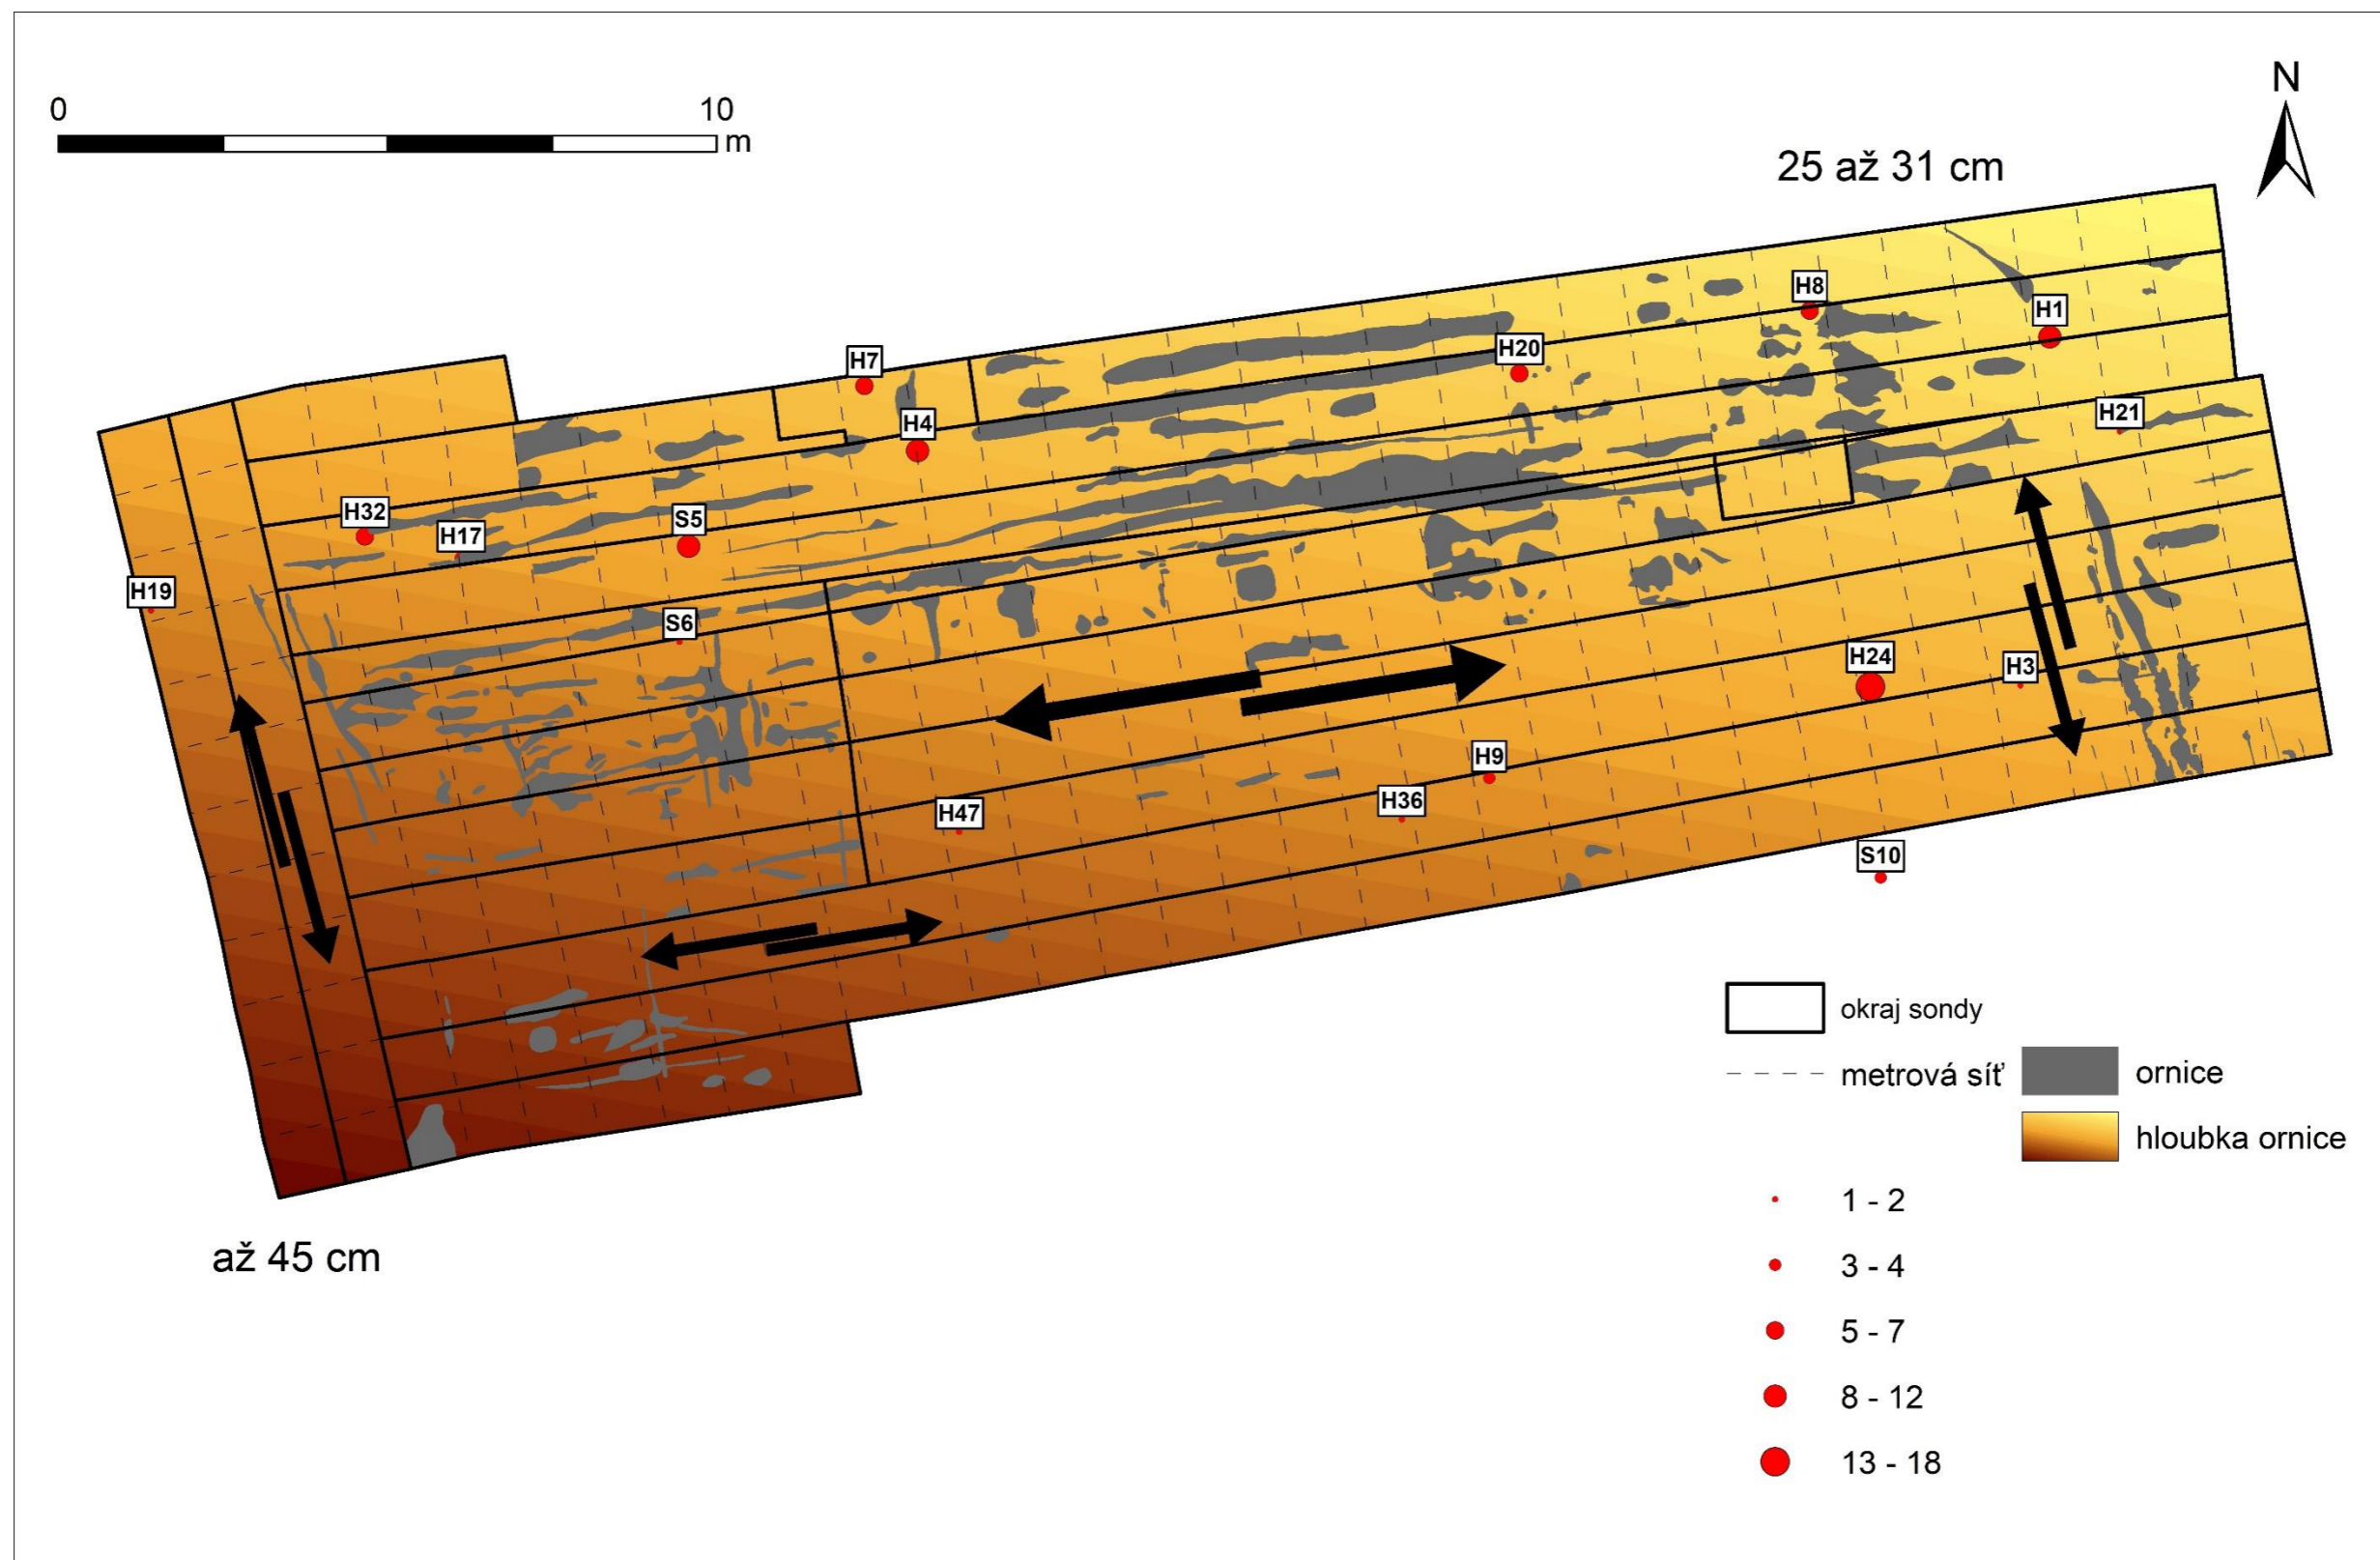 0 10
m
N
25 až 31 cm
H8
H1
H20
H7
H21
H4
H32
S5
H17
H19
S6
H24
H3
H9
H36
H47
S10
okraj sondy
metrová síť
ornice
hloubka ornice
1 - 2
3 - 4
5 - 7
8 - 12
13 - 18
až 45 cm